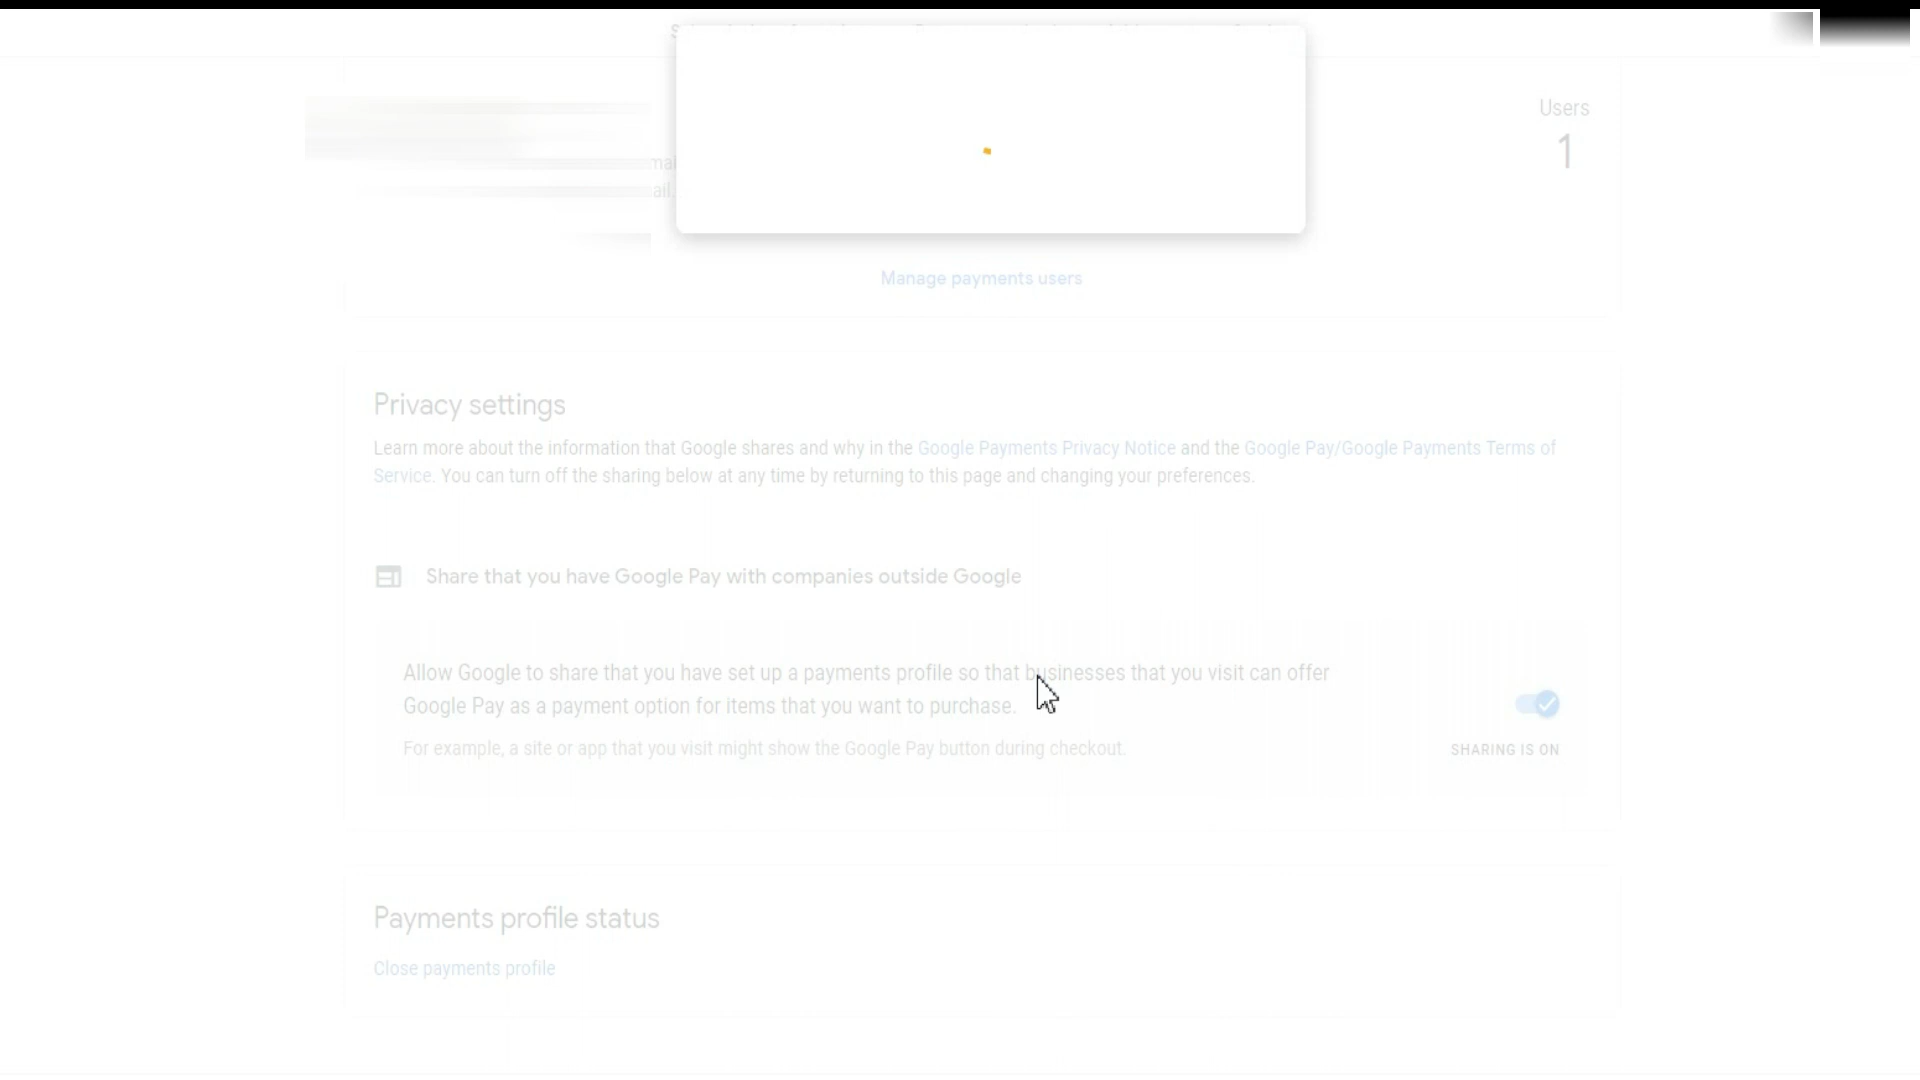 Users
1
Manage payments users
Privacy settings
Learn more about the information that Google shares and why in the Google Payments Privacy Notice and the Google Pay/Google Payments Terms of
Service. You can turn off the sharing below at any time by returning to this page and changing your preferences.
Share that you have Google Pay with companies outside Google
Allow Google to share that you have set up a payments profile so that businesses that you visit can offer
Google Pay as a payment option for items that you want to purchase.
For example, a site or app that you visit might show the Google Pay button during checkout.
SHARING IS ON
Payments profile status
Close payments profile